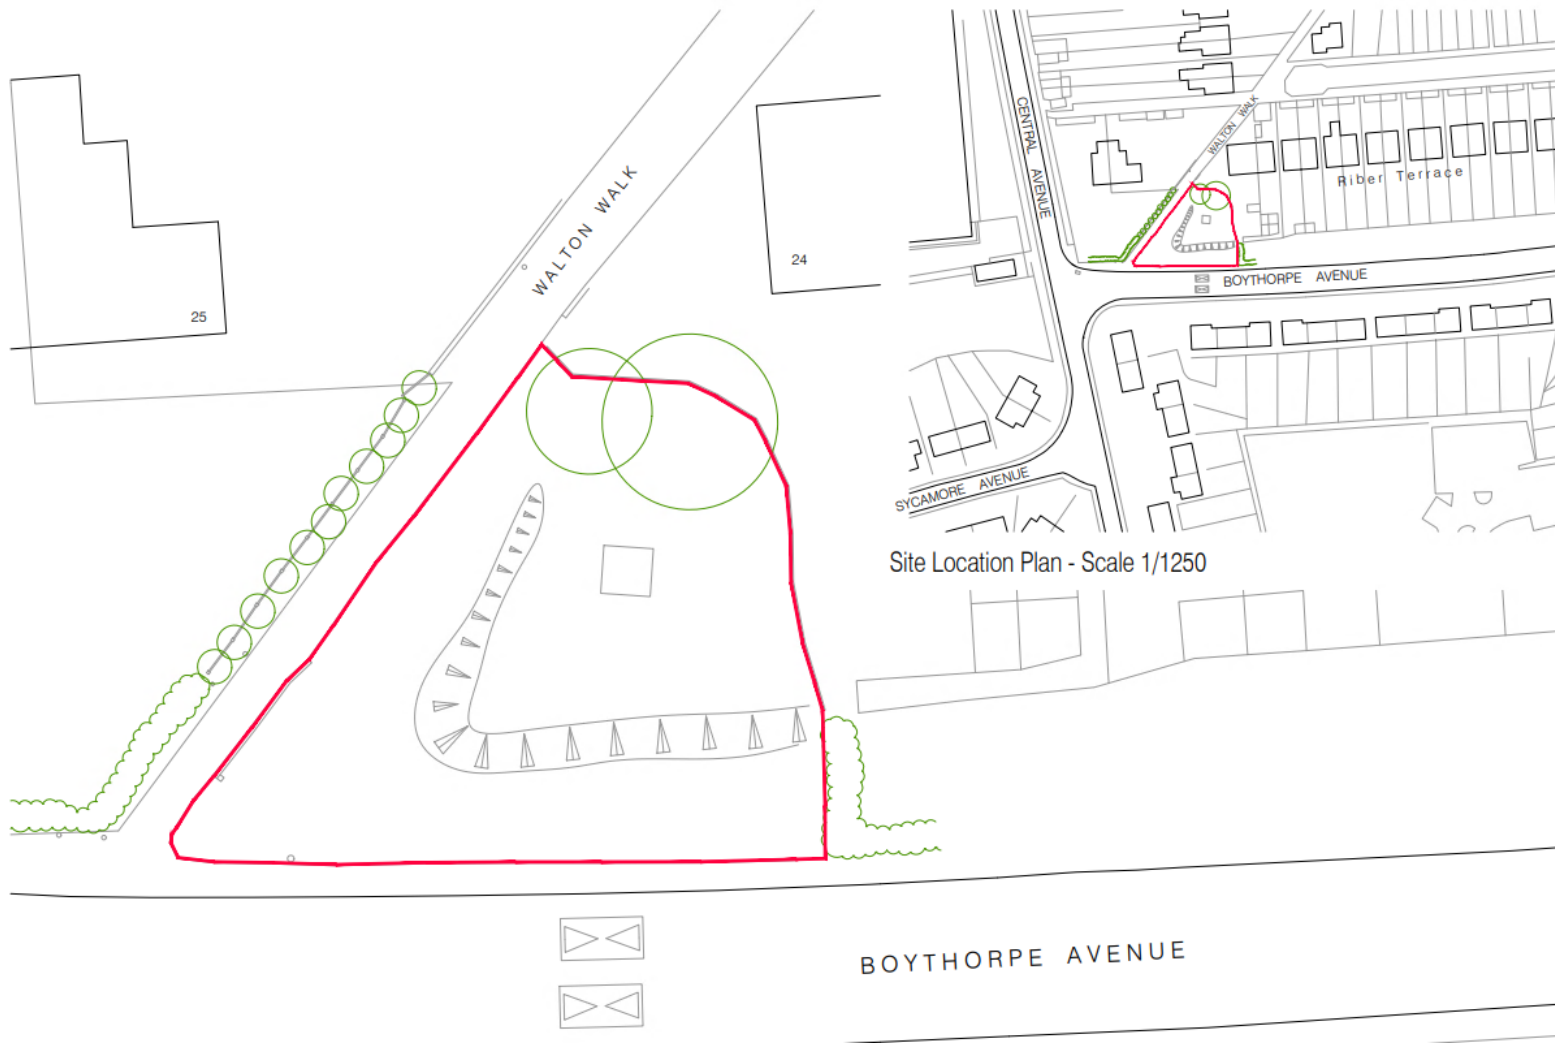 CENTRAL AVENUE
WALTON WALK
Riber Terrace
WALTON WALK
24
25
BOYTHORPE AVENUE
SYCAMORE AVENUE
Site Location Plan - Scale 1/1250
BOYTHORPE AVENUE